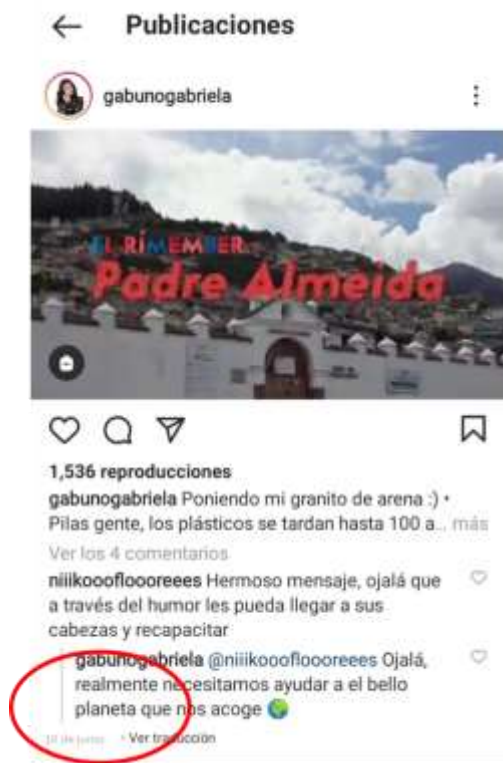 Publicaciones
gabunogabriela
EL RÍMEMBER
Padre Almeida
1,536 reproducciones
gabunogabriela Poniendo mi granito de arena :) •
Pilas gente, los plásticos se tardan hasta 100 a... más
Ver los 4 comentarios
niiikooofloooreees Hermoso mensaje, ojalá que
a través del humor les pueda llegar a sus
cabezas y recapacitar
gabunogabriela @niiikooofloooreees Ojalá,
realmente necesitamos ayudar a el bello
planeta que nos acoge 🌎
Ver traducción